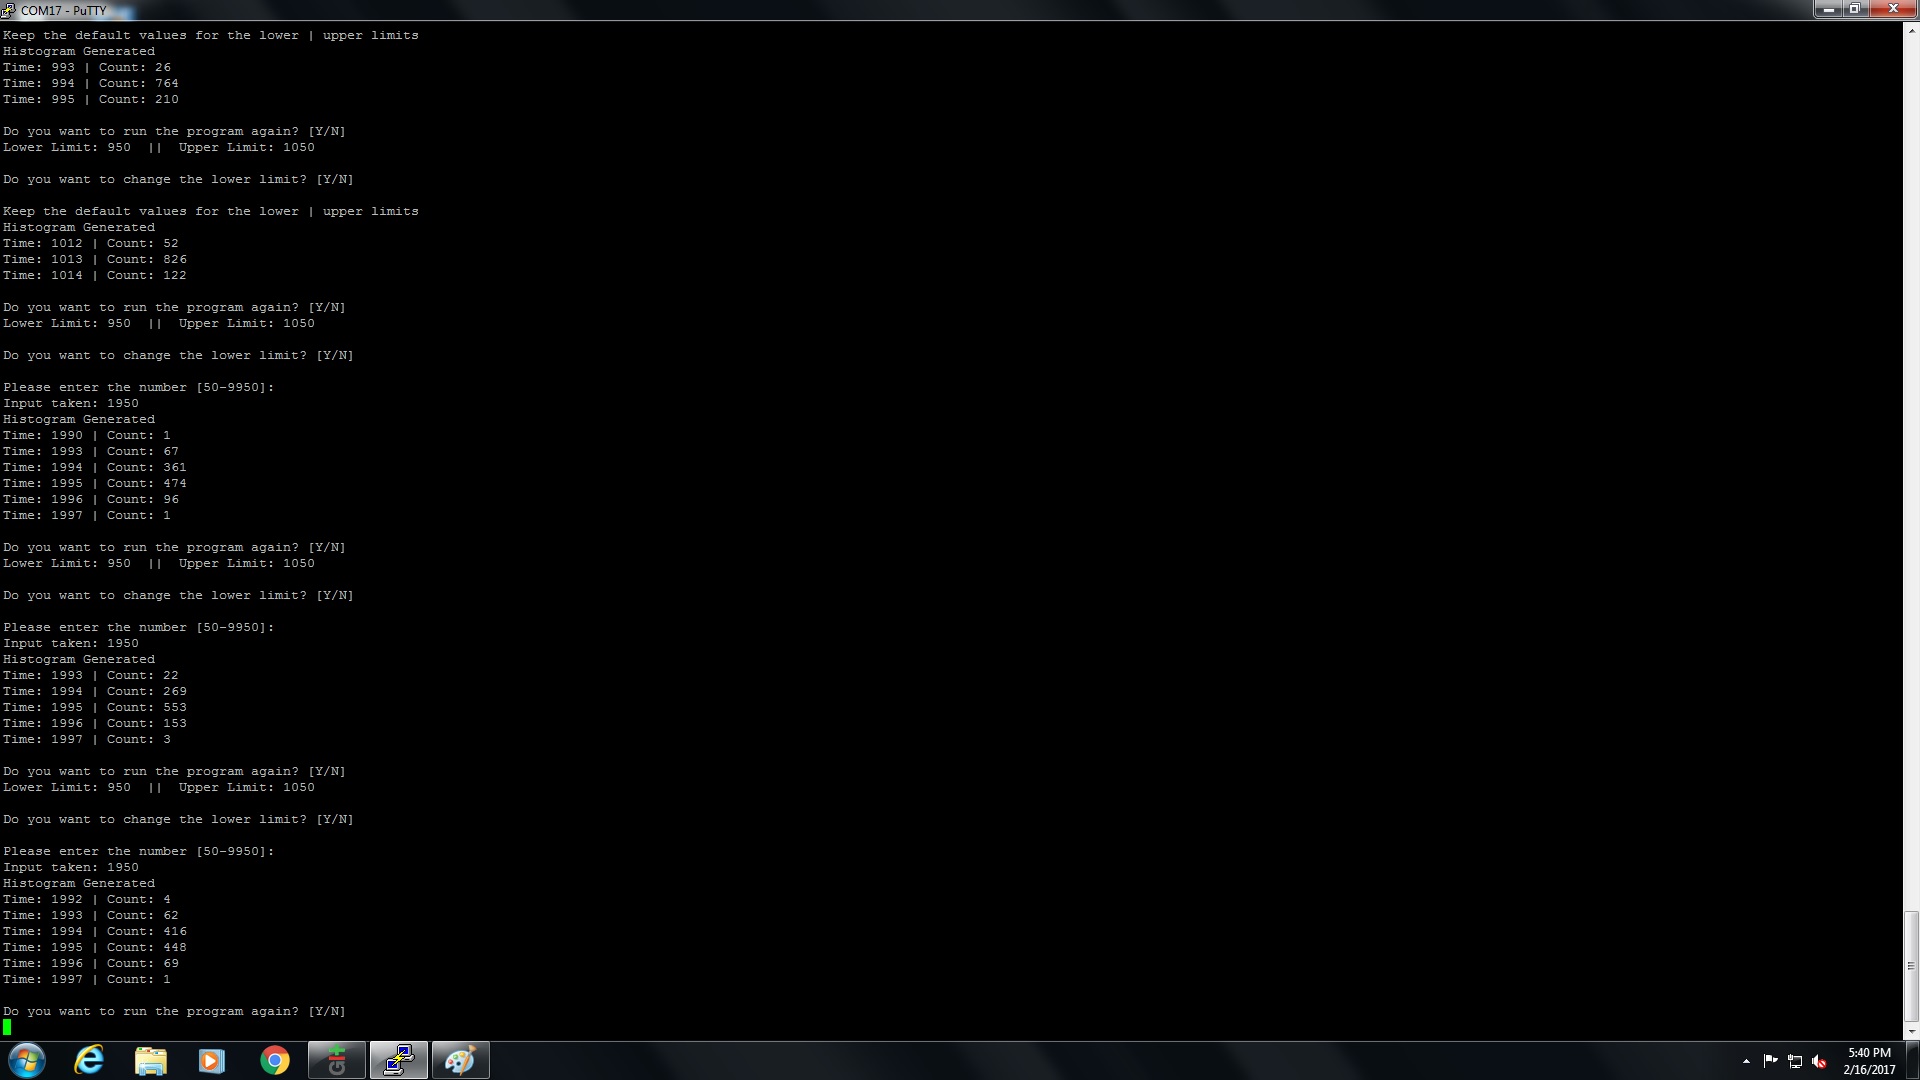 COM17 - PuTTY
Keep the default values for the lower | upper limits
Histogram Generated
Time: 993 | Count: 26
Time: 994 | Count: 764
Time: 995 | Count: 210
Do you want to run the program again? [Y/N]
Lower Limit: 950  ||  Upper Limit: 1050
Do you want to change the lower limit? [Y/N]
Keep the default values for the lower | upper limits
Histogram Generated
Time: 1012 | Count: 52
Time: 1013 | Count: 826
Time: 1014 | Count: 122
Do you want to run the program again? [Y/N]
Lower Limit: 950  ||  Upper Limit: 1050
Do you want to change the lower limit? [Y/N]
Please enter the number [50-9950]:
Input taken: 1950
Histogram Generated
Time: 1990 | Count: 1
Time: 1993 | Count: 67
Time: 1994 | Count: 361
Time: 1995 | Count: 474
Time: 1996 | Count: 96
Time: 1997 | Count: 1
Do you want to run the program again? [Y/N]
Lower Limit: 950  ||  Upper Limit: 1050
Do you want to change the lower limit? [Y/N]
Please enter the number [50-9950]:
Input taken: 1950
Histogram Generated
Time: 1993 | Count: 22
Time: 1994 | Count: 269
Time: 1995 | Count: 553
Time: 1996 | Count: 153
Time: 1997 | Count: 3
Do you want to run the program again? [Y/N]
Lower Limit: 950  ||  Upper Limit: 1050
Do you want to change the lower limit? [Y/N]
Please enter the number [50-9950]:
Input taken: 1950
Histogram Generated
Time: 1992 | Count: 4
Time: 1993 | Count: 62
Time: 1994 | Count: 416
Time: 1995 | Count: 448
Time: 1996 | Count: 69
Time: 1997 | Count: 1
Do you want to run the program again? [Y/N]
Git
5:40 PM
2/16/2017